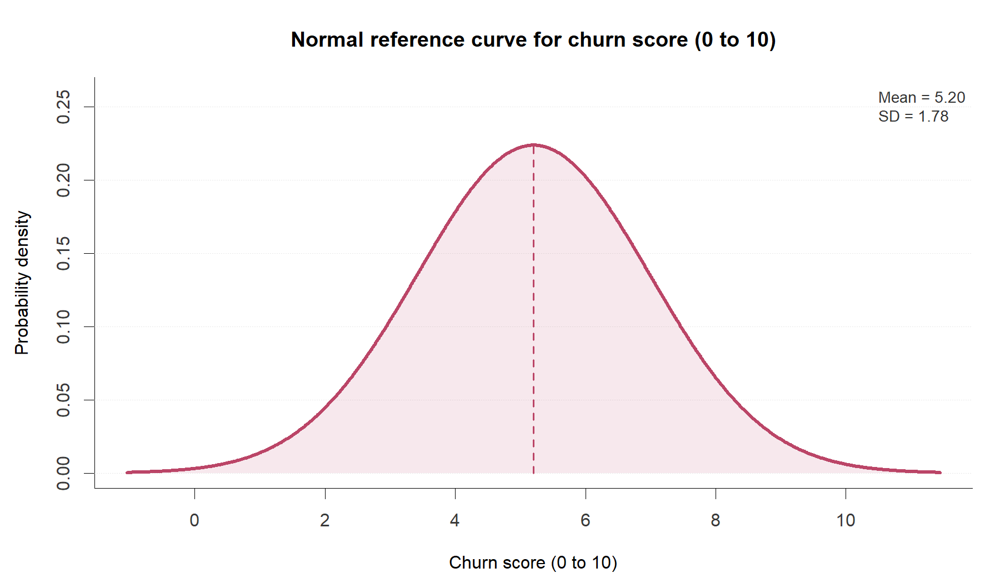 Normal reference curve for churn score (0 to 10)
Mean = 5.20
SD = 1.78
Probability density
0.25
0.20
0.15
0.10
0.05
0.00
0 2 4 6 8 10
Churn score (0 to 10)